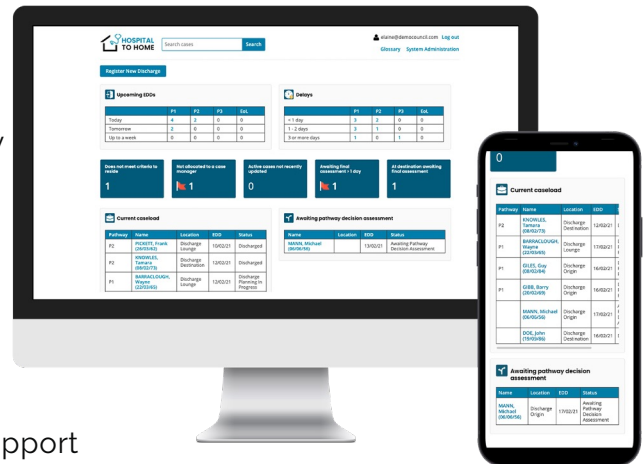 HOSPITAL
TO HOME
Search cases
Search
elaine@democouncil.com Log out
Glossary System Administration
Register New Discharge
Upcoming EDDs
P1 P2 P3 EoL
Today 4 2 0 0
Tomorrow 2 0 0 0
Up to a week 0 0 0 0
Delays
P1 P2 P3 EoL
< 1 day 3 2 0 0
1 - 2 days 3 1 0 0
3 or more days 1 0 1 0
Does not meet criteria to reside
1
Not allocated to a case manager
1
Active cases not recently updated
0
Awaiting final assessment > 1 day
1
At destination awaiting final assessment
1
Current caseload
Pathway Name Location EDD Status
P2 PICKETT, Frank Discharge Lounge 10/02/21 Discharged
P2 KNOWLES, Tamara (08/02/73) Discharge Destination 12/02/21 Discharged
P1 BARRACLOUGH, Wayne (22/03/65) Discharge Lounge 12/02/21 Discharge Planning In Progress
Awaiting pathway decision assessment
Name Location EDD Status
MANN, Michael (06/06/56) 13/02/21 Awaiting Pathway Decision Assessment
0
Current caseload
Pathway Name Location EDD
P2 KNOWLES, Tamara (08/02/73) Discharge Destination 12/02/21
P1 BARRACLOUGH, Wayne (22/03/65) Discharge Lounge 17/02/21
P1 GILES, Guy (08/02/84) Discharge Origin 16/02/21
P1 GIBB, Barry (20/02/69) Discharge Origin 16/02/21
MANN, Michael (06/06/56) Discharge Origin 17/02/21
DOE, John (15/03/86) Discharge Destination 16/02/21
Awaiting pathway decision assessment
Name Location EDD Status
MANN, Michael (06/06/56) Discharge Origin 17/02/21 Awaiting Pathway Decision Assessment
pport